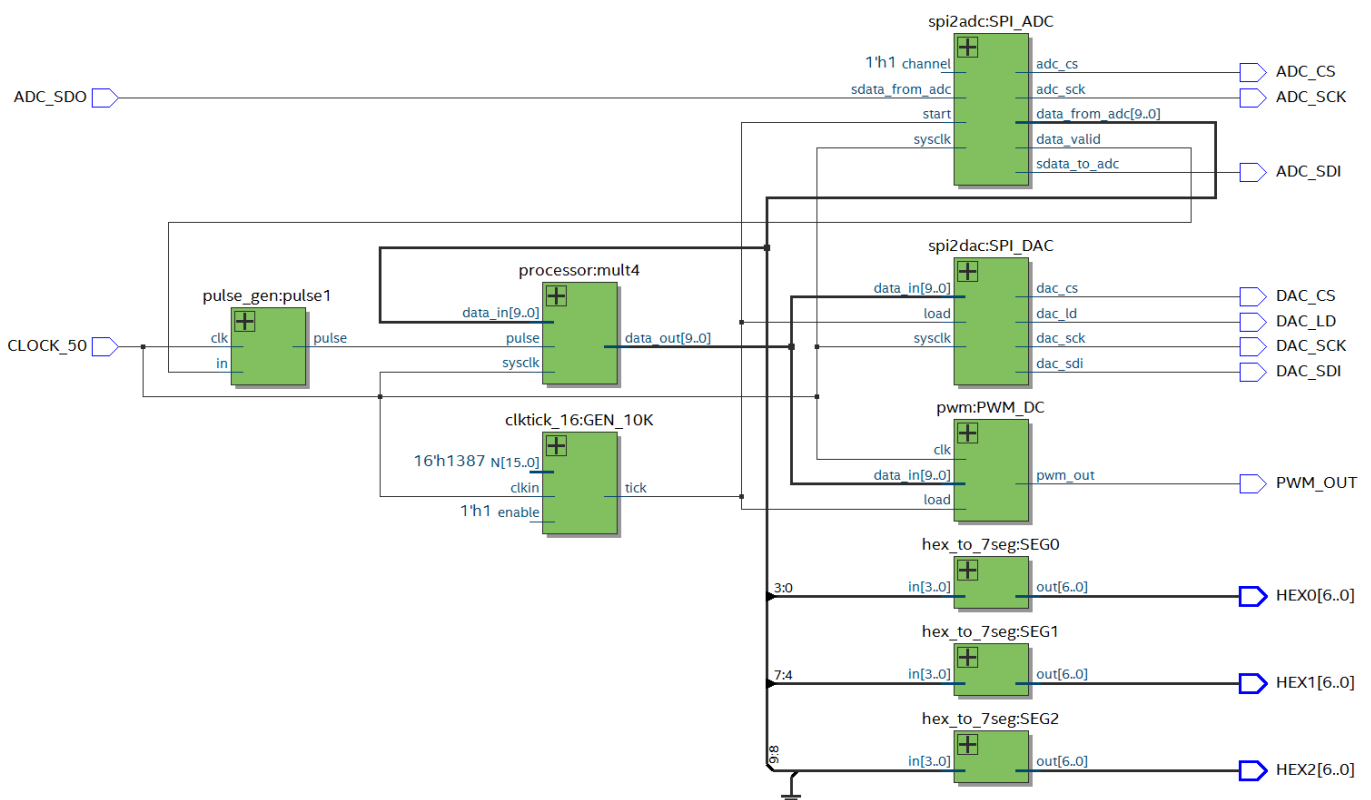 spi2adc:SPI_ADC
1'h1 channel
adc_cs
ADC_CS
ADC_SDO
sdata_from_adc
adc_sck
ADC_SCK
start
data_from_adc[9..0]
sysclk
data_valid
sdata_to_adc
ADC_SDI
spi2dac:SPI_DAC
processor:mult4
pulse_gen:pulse1
data_in[9..0]
dac_cs
DAC_CS
data_in[9..0]
load
dac_ld
DAC_LD
CLOCK_50
clk
pulse
pulse
data_out[9..0]
sysclk
dac_sck
DAC_SCK
in
sysclk
dac_sdi
DAC_SDI
pwm:PWM_DC
clktick_16:GEN_10K
clk
16'h1387 N[15..0]
data_in[9..0]
pwm_out
PWM_OUT
clkin
tick
load
1'h1 enable
hex_to_7seg:SEG0
3:0
in[3..0]
out[6..0]
HEX0[6..0]
hex_to_7seg:SEG1
7:4
in[3..0]
out[6..0]
HEX1[6..0]
hex_to_7seg:SEG2
9:8
in[3..0]
out[6..0]
HEX2[6..0]